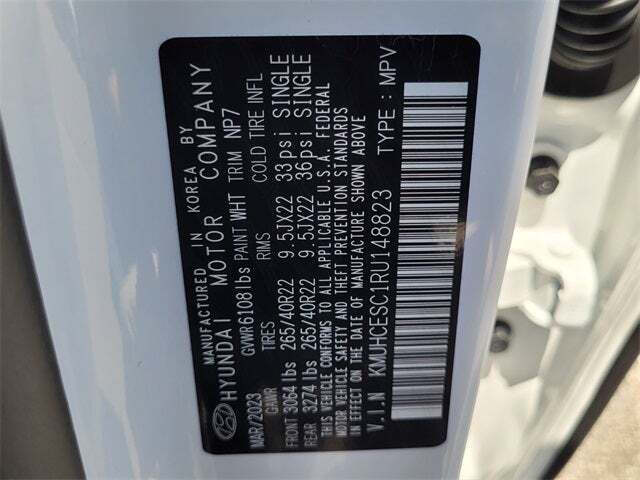 MANUFACTURED IN KOREA BY
HYUNDAI MOTOR COMPANY
MAR/2023 GVWR 6108lbs PAINT WHT TRIM NP7
GAWR TIRES RIMS COLD TIRE INFL
FRONT 3064lbs 265/40R22 9.5JX22 33psi SINGLE
REAR 3274lbs 265/40R22 9.5JX22 36psi SINGLE
THIS VEHICLE CONFORMS TO ALL APPLICABLE U.S.A. FEDERAL
MOTOR VEHICLE SAFETY AND THEFT PREVENTION STANDARDS
IN EFFECT ON THE DATE OF MANUFACTURE SHOWN ABOVE
V.I.N KMUHCESC1RU148823 TYPE : MPV